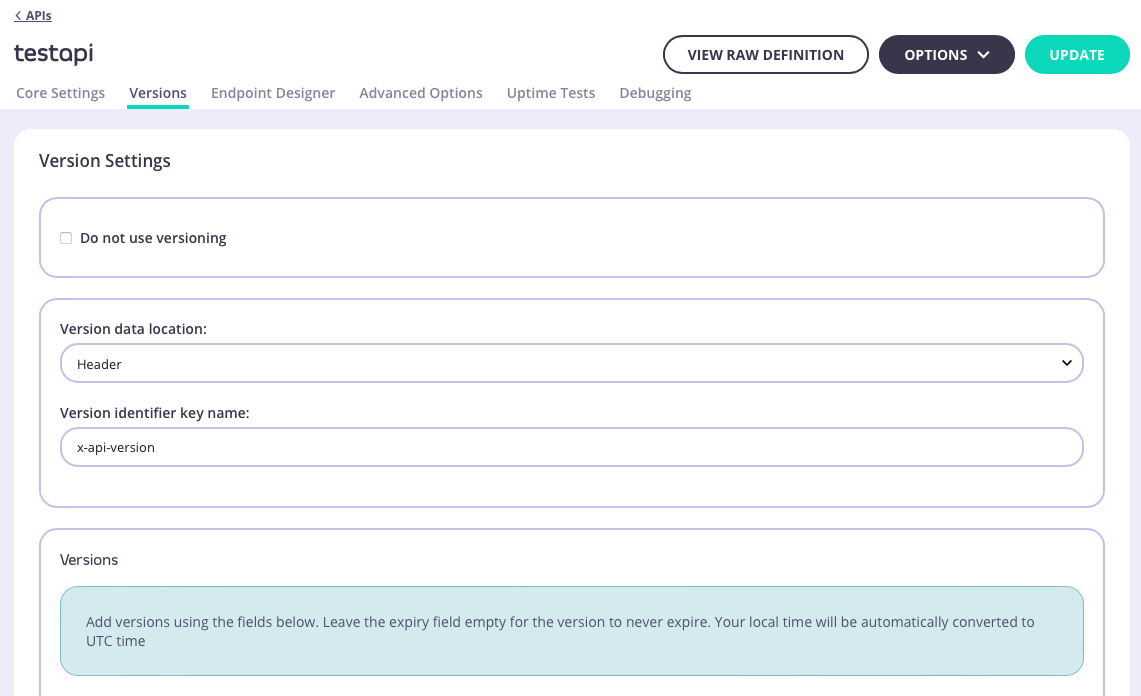 APIs
testapi
VIEW RAW DEFINITION
OPTIONS
UPDATE
Core Settings
Versions
Endpoint Designer
Advanced Options
Uptime Tests
Debugging
Version Settings
Do not use versioning
Version data location:
Header
Version identifier key name:
x-api-version
Versions
Add versions using the fields below. Leave the expiry field empty for the version to never expire. Your local time will be automatically converted to
UTC time